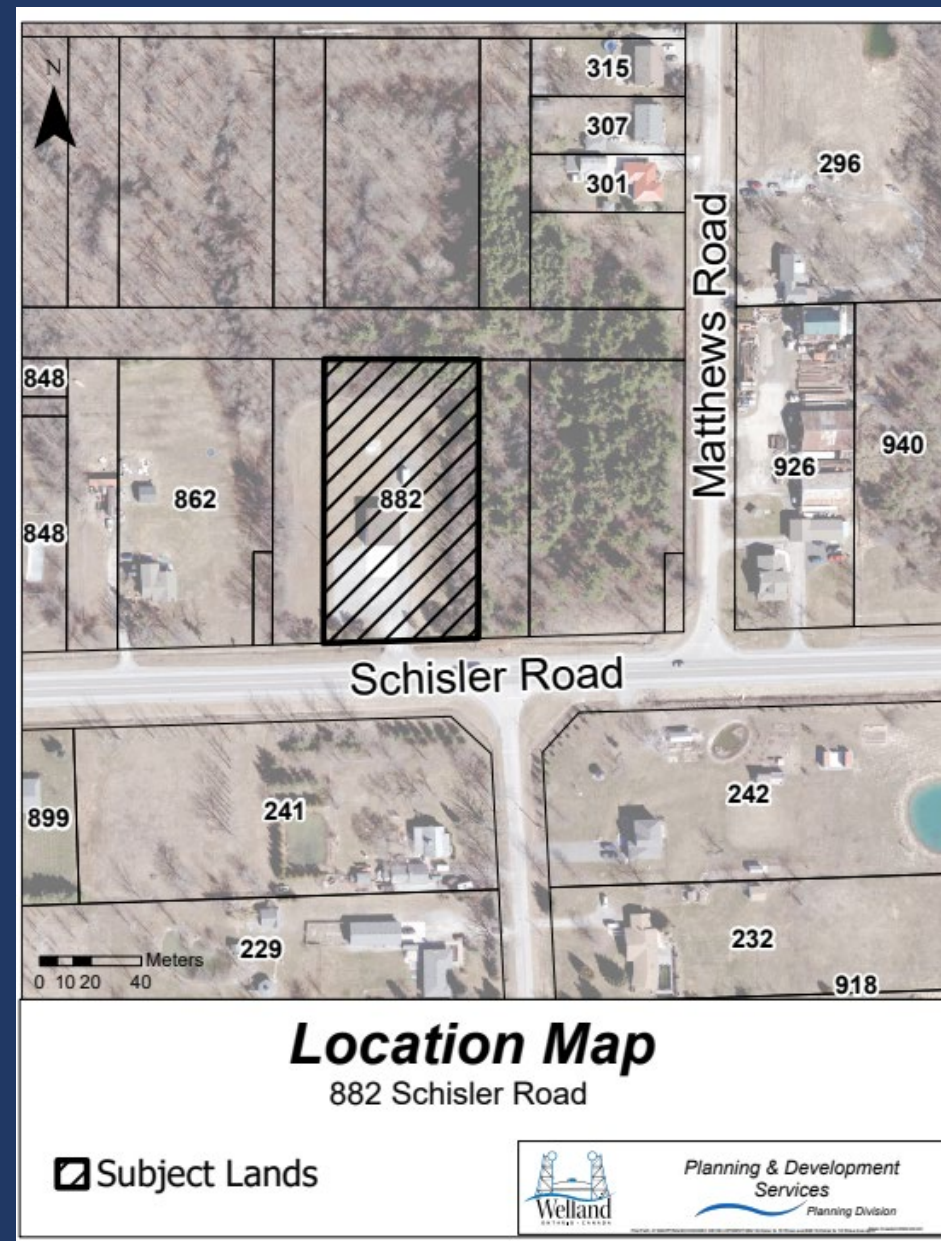 N
315
307
301
296
Matthews Road
848
848
862
882
926
940
Schisler Road
899
241
242
229
232
918
Meters
0 10 20 40
Location Map
882 Schisler Road
Subject Lands
Welland
ONTARIO · CANADA
Planning & Development
Services
Planning Division